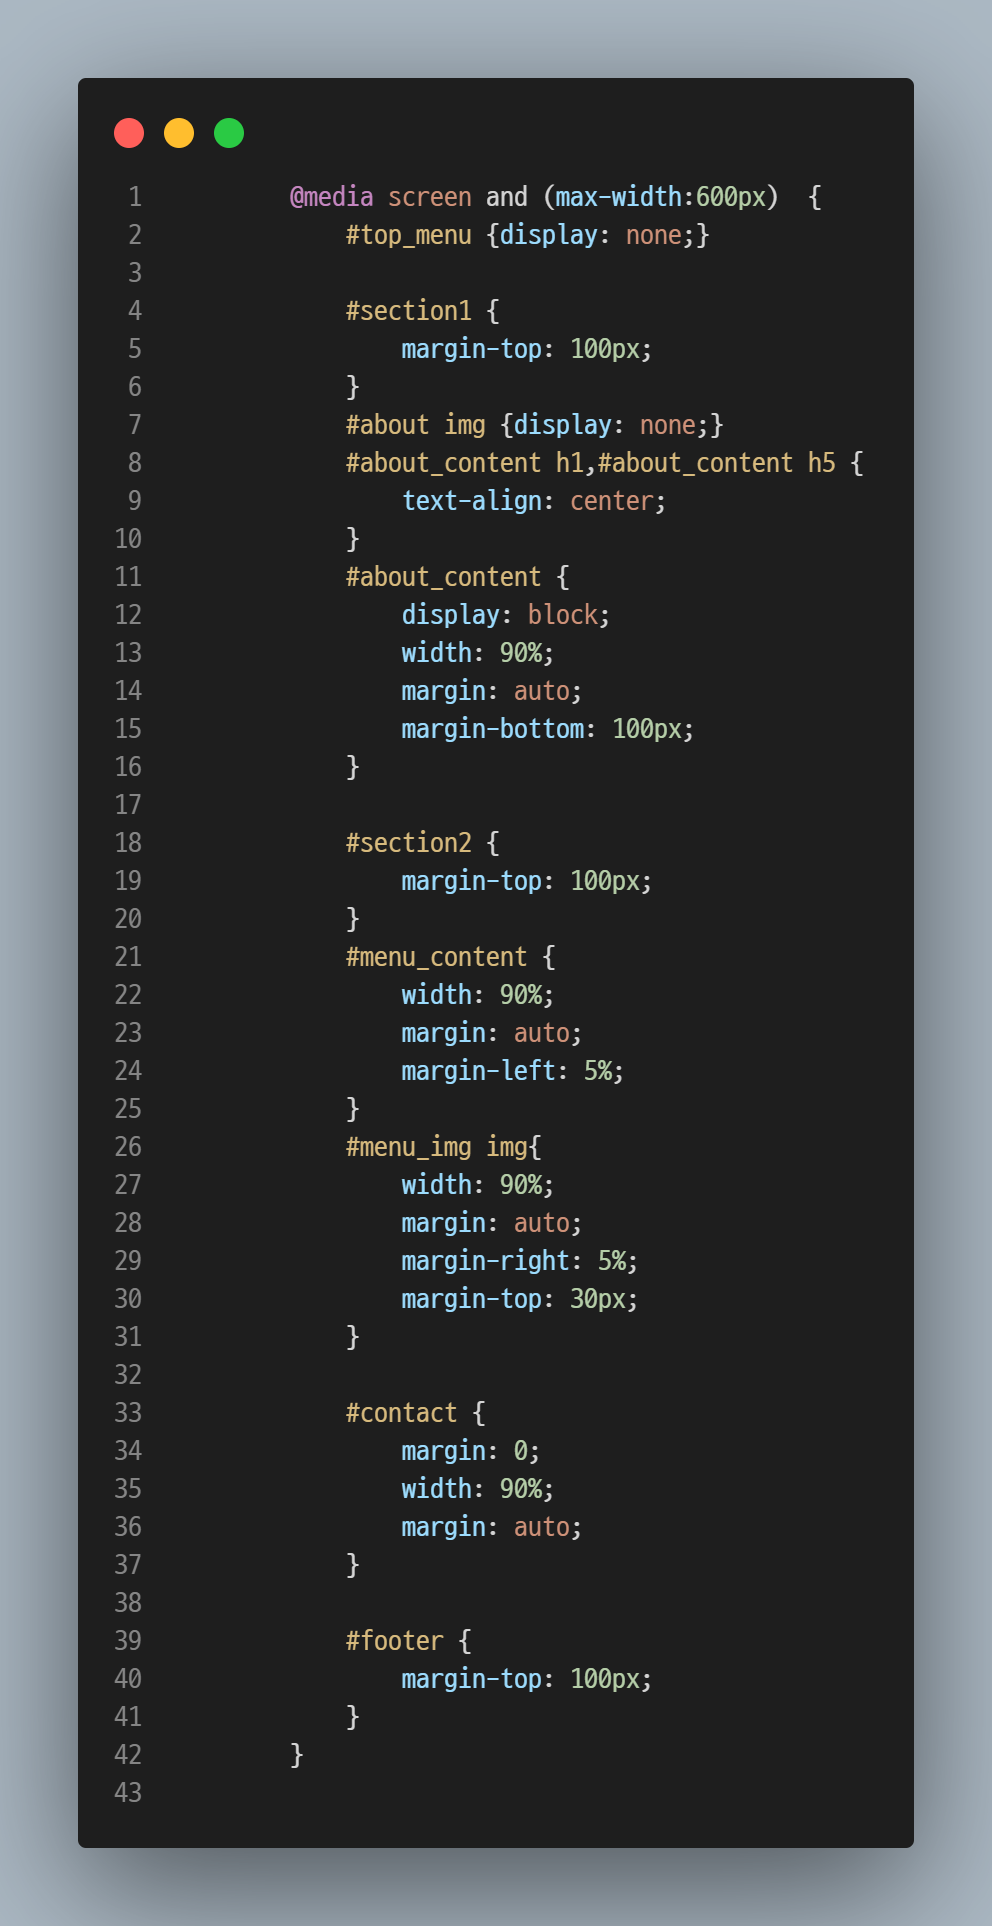 1 @media screen and (max-width:600px)  {
2 #top_menu {display: none;}
3
4 #section1 {
5 margin-top: 100px;
6 }
7 #about img {display: none;}
8 #about_content h1,#about_content h5 {
9 text-align: center;
10 }
11 #about_content {
12 display: block;
13 width: 90%;
14 margin: auto;
15 margin-bottom: 100px;
16 }
17
18 #section2 {
19 margin-top: 100px;
20 }
21 #menu_content {
22 width: 90%;
23 margin: auto;
24 margin-left: 5%;
25 }
26 #menu_img img{
27 width: 90%;
28 margin: auto;
29 margin-right: 5%;
30 margin-top: 30px;
31 }
32
33 #contact {
34 margin: 0;
35 width: 90%;
36 margin: auto;
37 }
38
39 #footer {
40 margin-top: 100px;
41 }
42 }
43